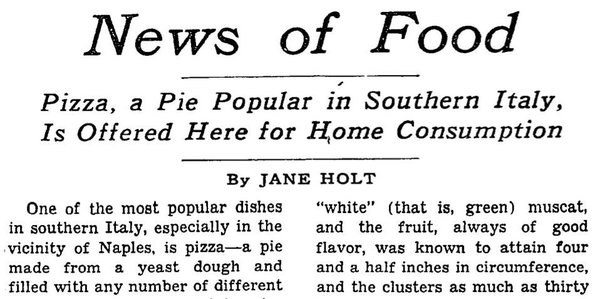 News of Food
Pizza, a Pie Popular in Southern Italy,
Is Offered Here for Home Consumption
By JANE HOLT
One of the most popular dishes
in southern Italy, especially in the
vicinity of Naples, is pizza—a pie
made from a yeast dough and
filled with any number of different
"white" (that is, green) muscat,
and the fruit, always of good
flavor, was known to attain four
and a half inches in circumference,
and the clusters as much as thirty